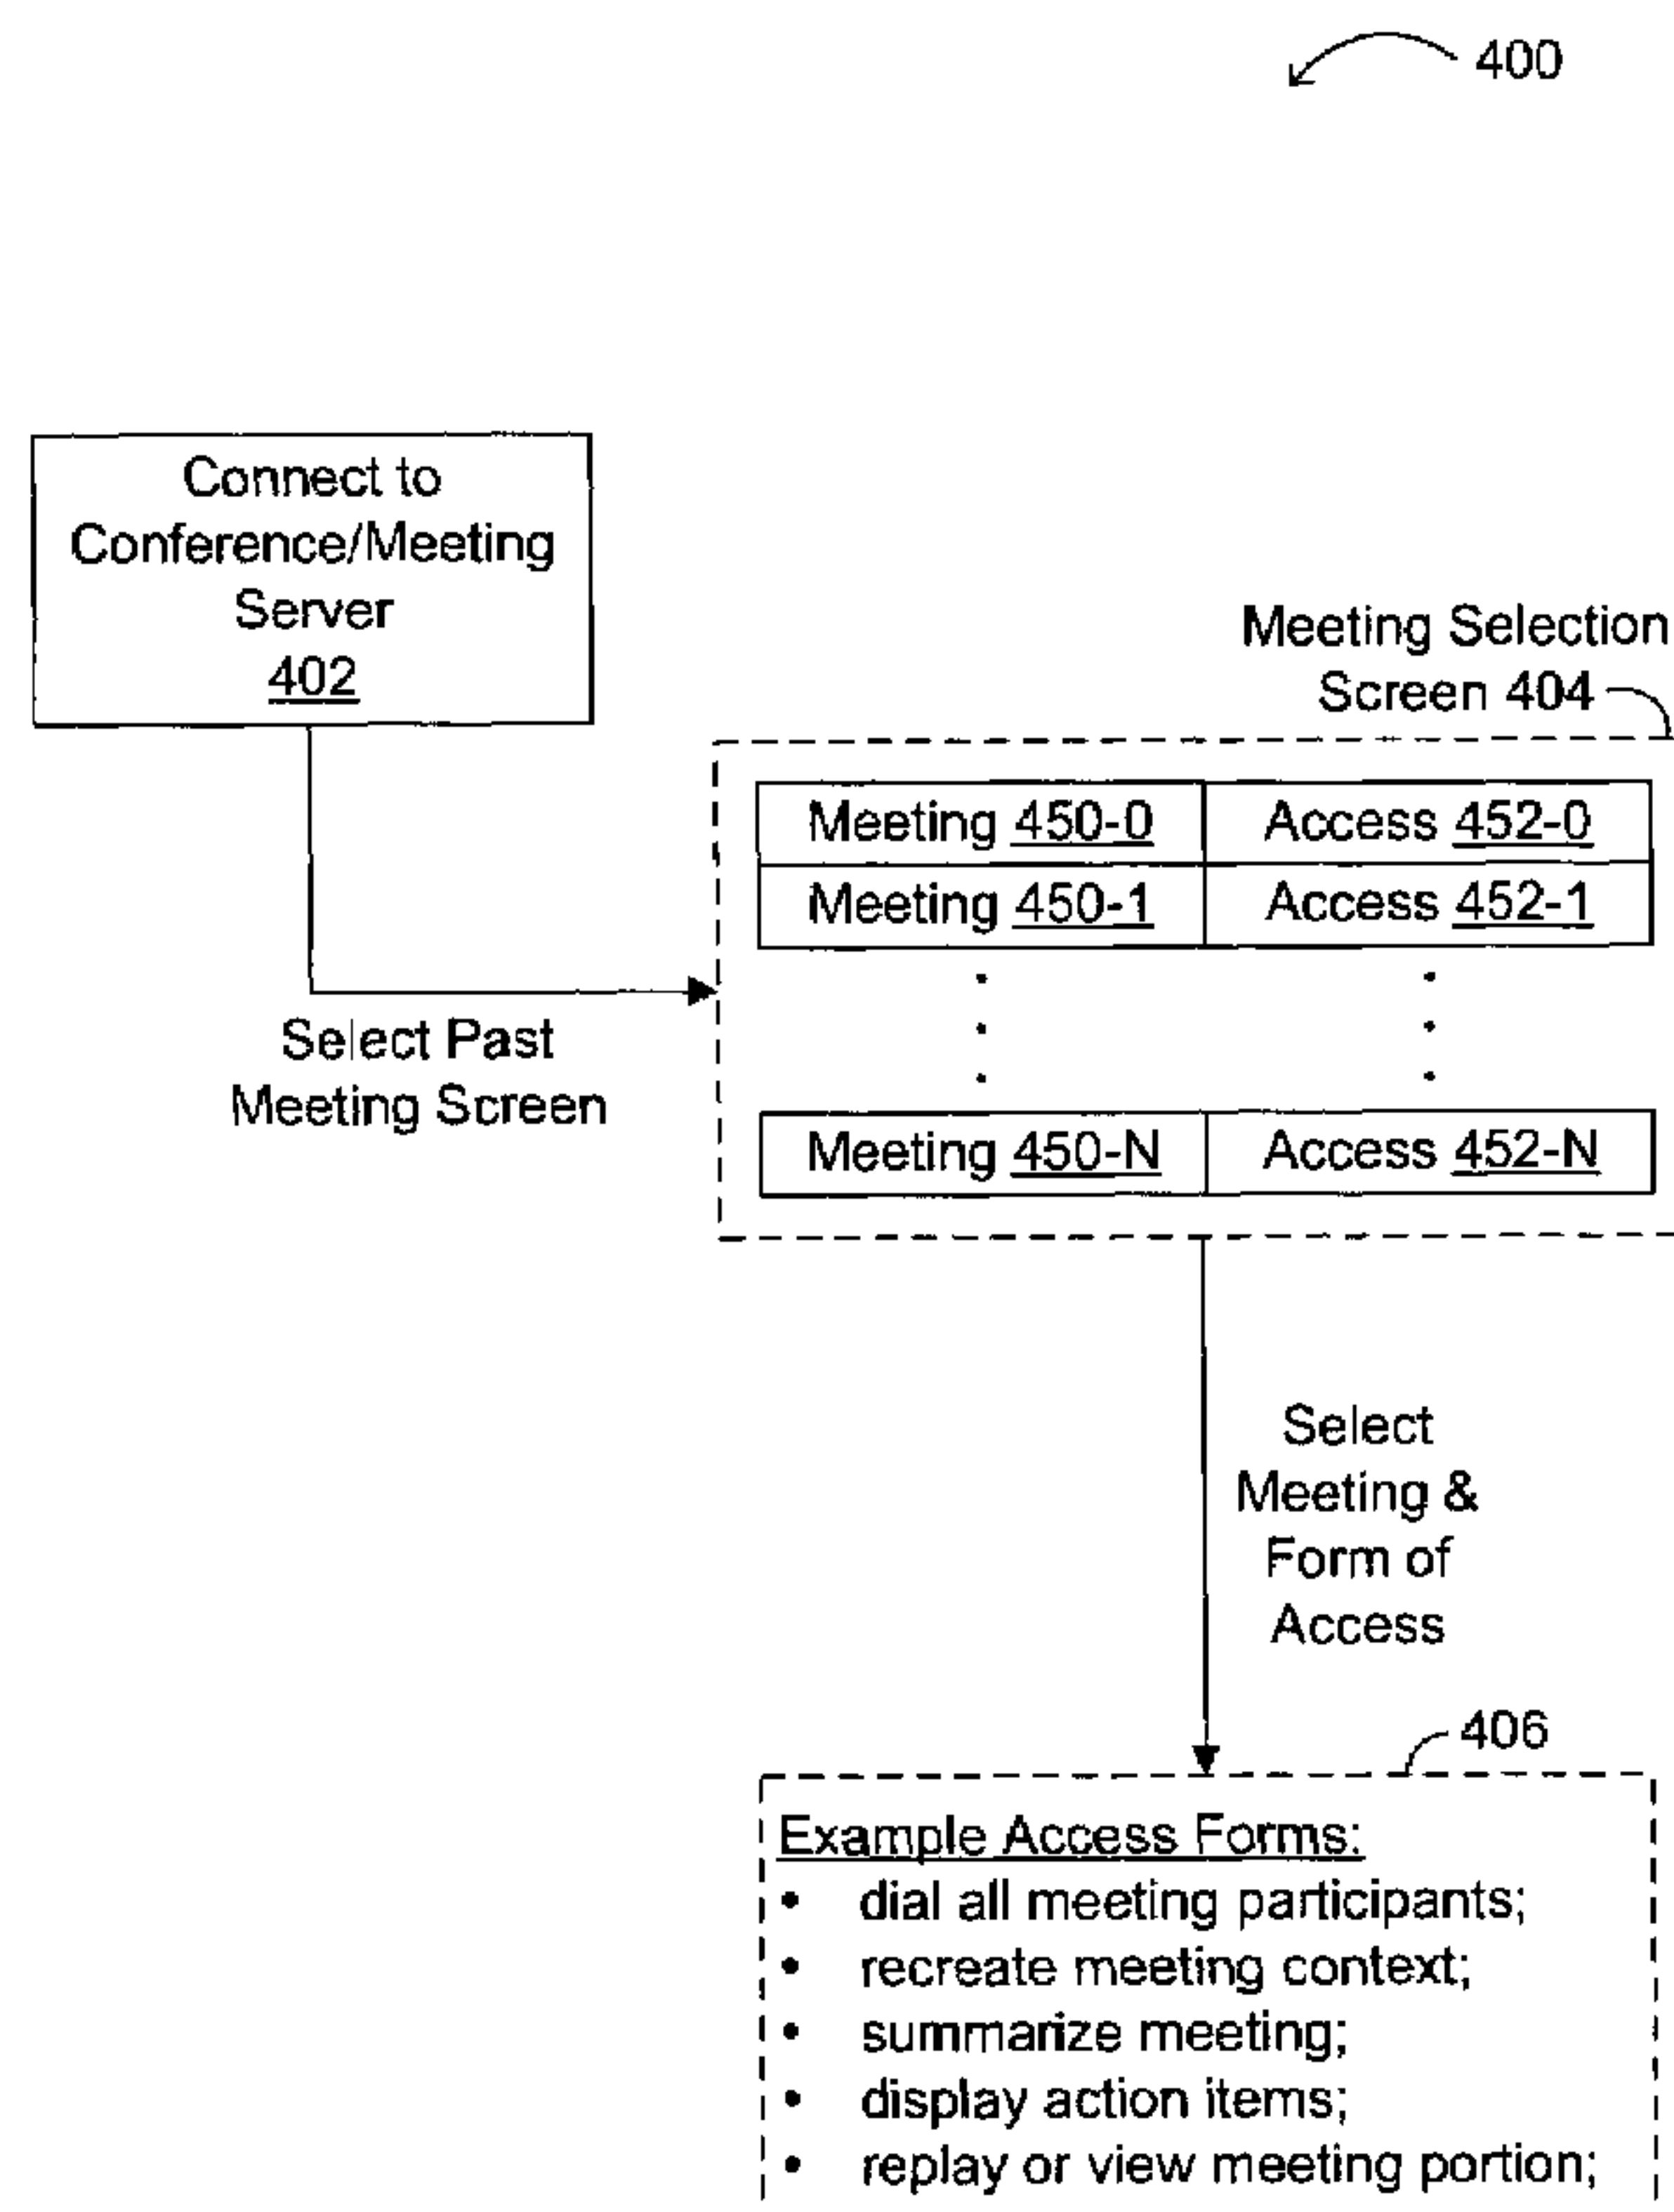 400
Connect to
Conference/Meeting
Server
402
Meeting Selection
Screen 404
Meeting 450-0 Access 452-0
Meeting 450-1 Access 452-1
Select Past
Meeting Screen
Meeting 450-N Access 452-N
Select
Meeting &
Form of
Access
406
Example Access Forms:
• dial all meeting participants;
• recreate meeting context;
• summarize meeting;
• display action items;
• replay or view meeting portion;